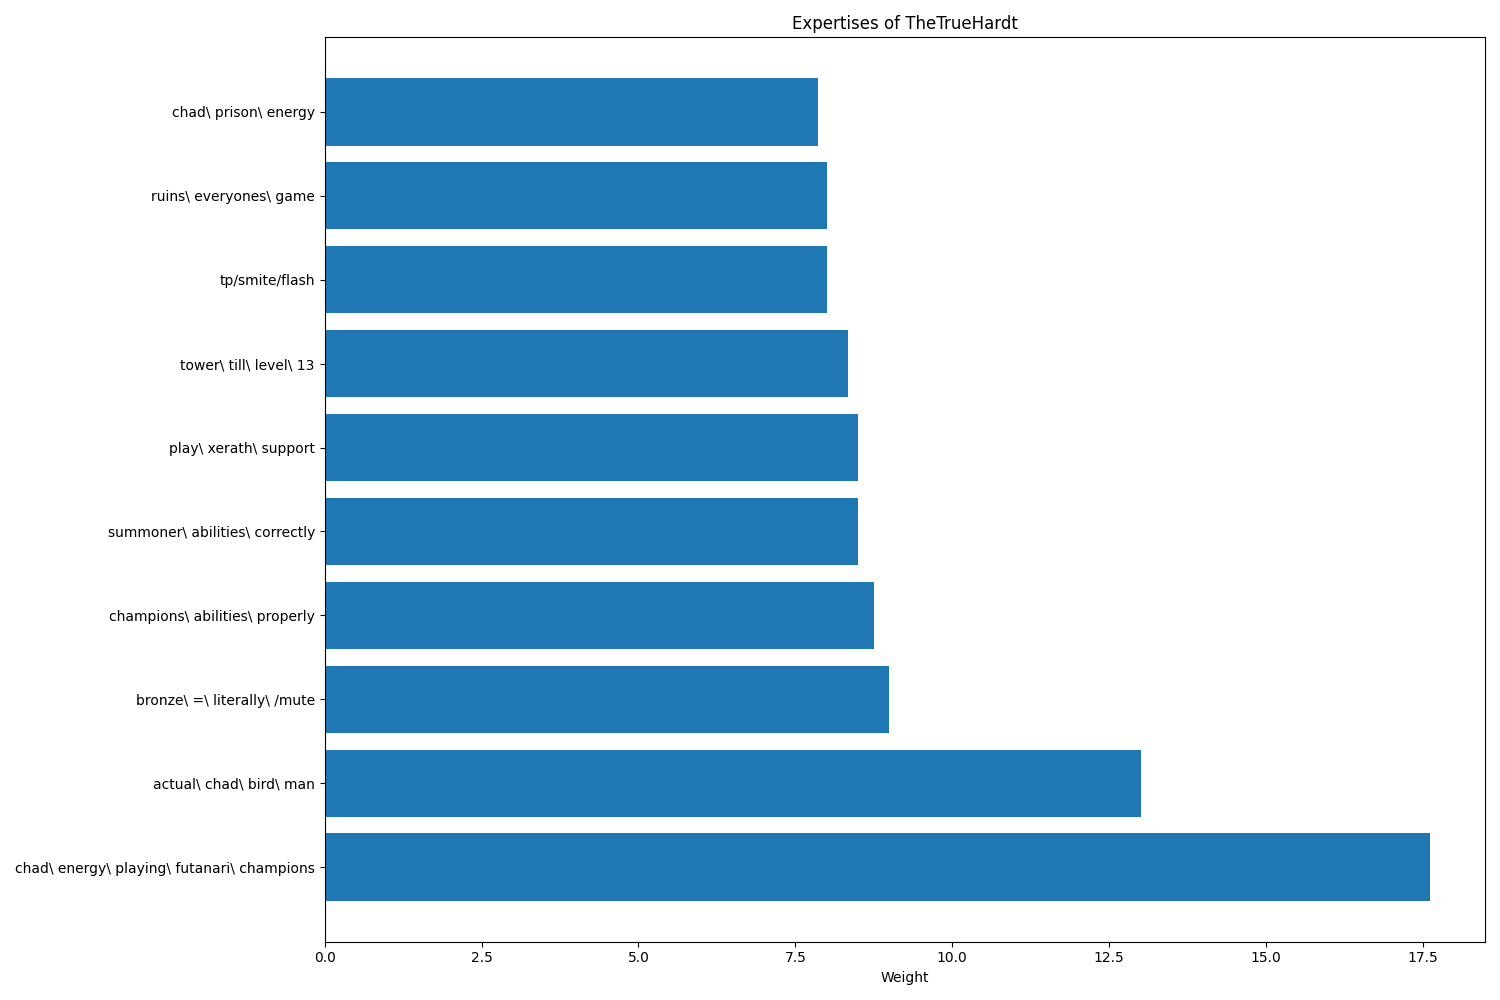 Expertises of TheTrueHardt
chad\ prison\ energy
ruins\ everyones\ game
tp/smite/flash
tower\ till\ level\ 13
play\ xerath\ support
summoner\ abilities\ correctly
champions\ abilities\ properly
bronze\ =\ literally\ /mute
actual\ chad\ bird\ man
chad\ energy\ playing\ futanari\ champions
0.0 2.5 5.0 7.5 10.0 12.5 15.0 17.5
Weight